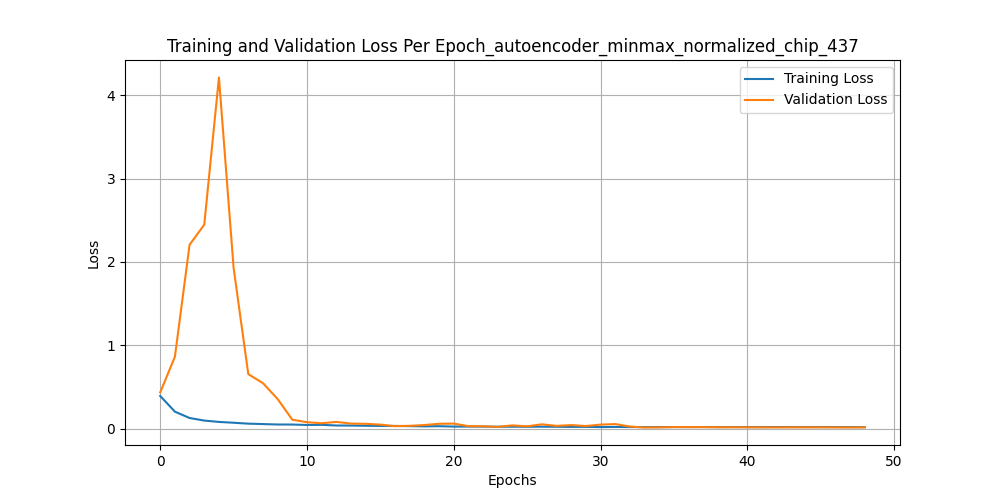 Training and Validation Loss Per Epoch_autoencoder_minmax_normalized_chip_437
Training Loss
Validation Loss
Loss
4
3
2
1
0
0 10 20 30 40 50
Epochs